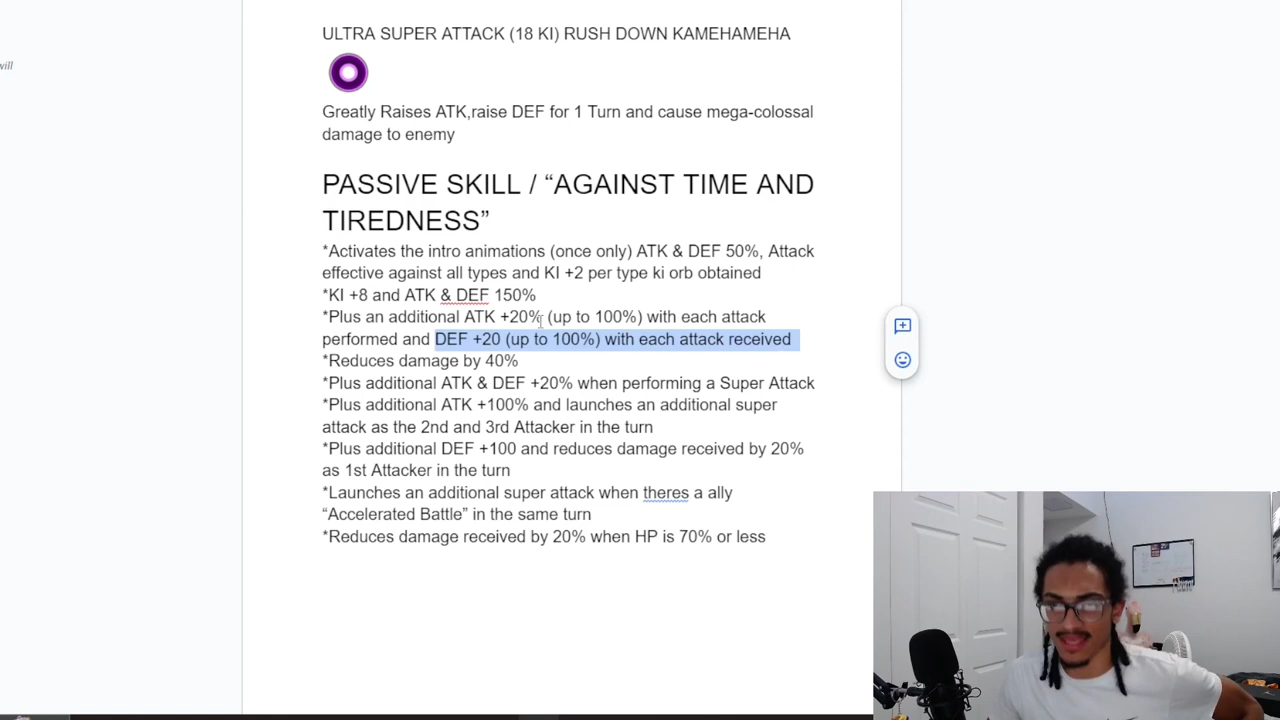 will
ULTRA SUPER ATTACK (18 KI) RUSH DOWN KAMEHAMEHA
Greatly Raises ATK,raise DEF for 1 Turn and cause mega-colossal
damage to enemy
PASSIVE SKILL / “AGAINST TIME AND
TIREDNESS”
*Activates the intro animations (once only) ATK & DEF 50%, Attack
effective against all types and KI +2 per type ki orb obtained
*KI +8 and ATK & DEF 150%
*Plus an additional ATK +20% (up to 100%) with each attack
performed and DEF +20 (up to 100%) with each attack received
*Reduces damage by 40%
*Plus additional ATK & DEF +20% when performing a Super Attack
*Plus additional ATK +100% and launches an additional super
attack as the 2nd and 3rd Attacker in the turn
*Plus additional DEF +100 and reduces damage received by 20%
as 1st Attacker in the turn
*Launches an additional super attack when theres a ally
“Accelerated Battle” in the same turn
*Reduces damage received by 20% when HP is 70% or less